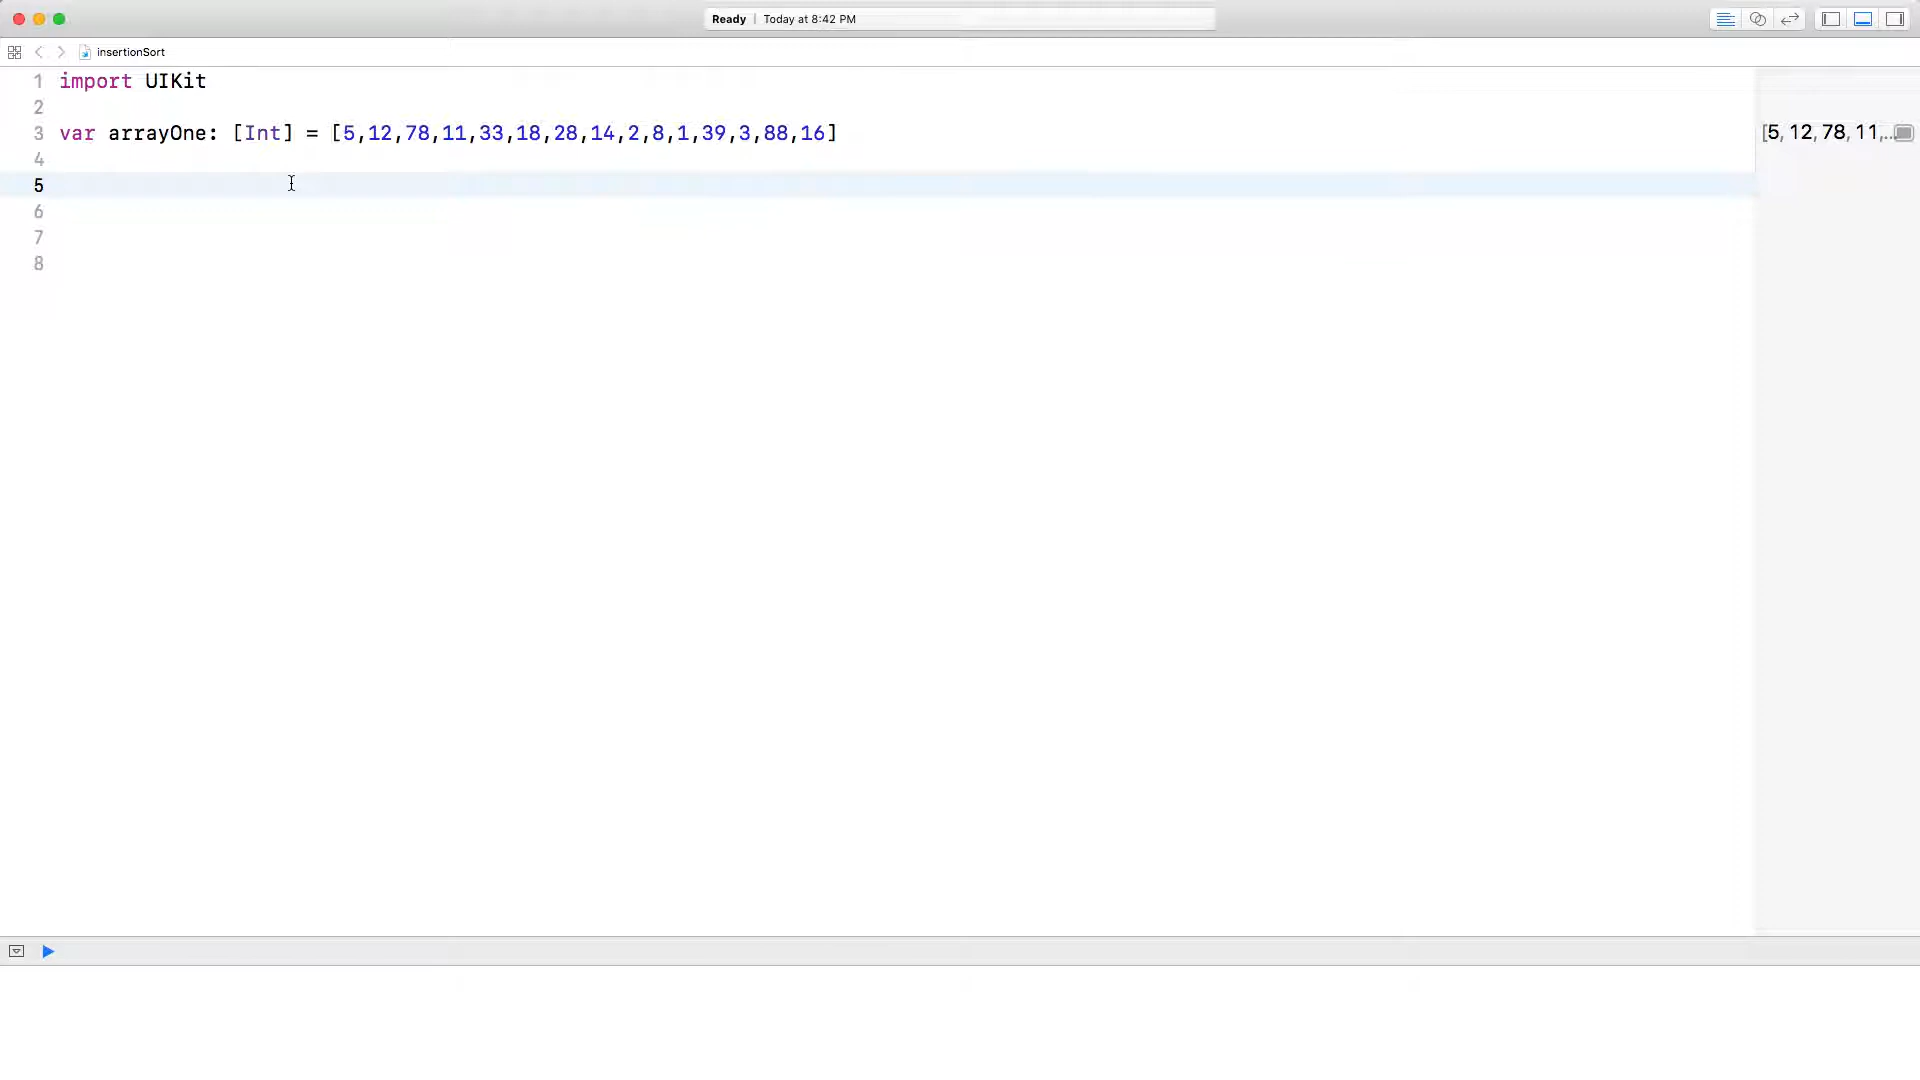 Ready | Today at 8:42 PM
insertionSort
1 import UIKit
2
3 var arrayOne: [Int] = [5,12,78,11,33,18,28,14,2,8,1,39,3,88,16]
[5, 12, 78, 11,...
4
5
6
7
8